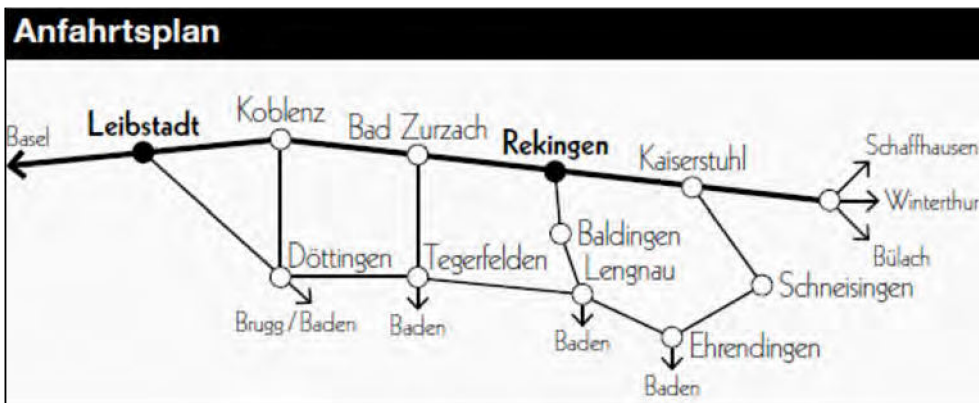 Anfahrtsplan
Basel
Leibstadt
Koblenz
Bad Zurzach
Rekingen
Kaiserstuhl
Schaffhausen
Winterthur
Bülach
Döttingen
Tegerfelden
Baldingen
Lengnau
Schneisingen
Brugg / Baden
Baden
Baden
Ehrendingen
Baden